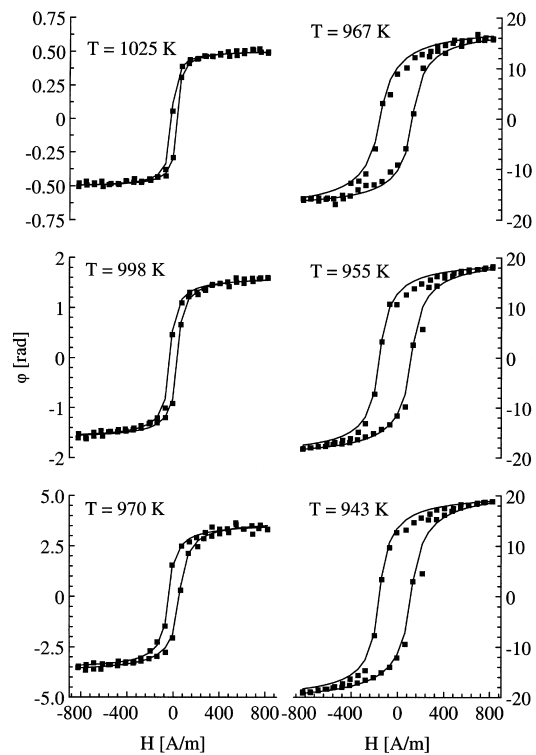 T = 1025 K
0.75
0.50
0.25
0
-0.25
-0.50
-0.75
T = 967 K
20
10
0
-10
-20
T = 998 K
2
1
0
-1
-2
φ [rad]
T = 955 K
20
10
0
-10
-20
T = 970 K
5.0
2.5
0
-2.5
-5.0
-800 -400 0 400 800
H [A/m]
T = 943 K
20
10
0
-10
-20
-800 -400 0 400 800
H [A/m]